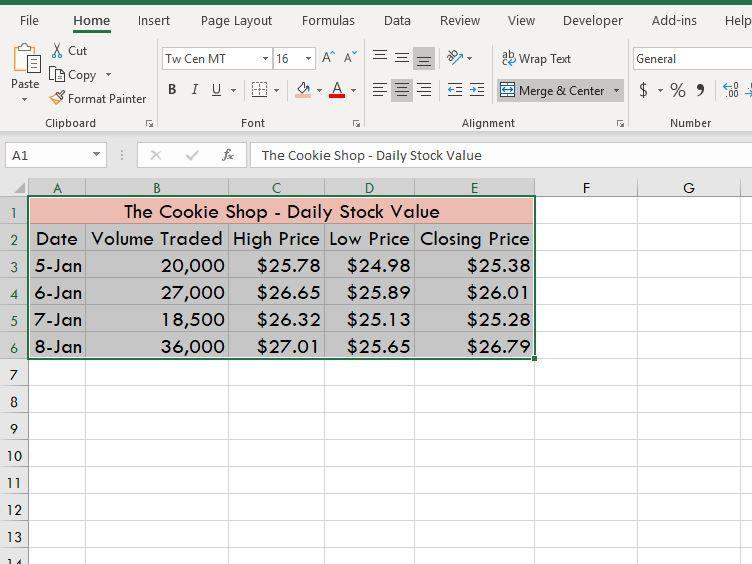 File Home Insert Page Layout Formulas Data Review View Developer Add-ins Help
Cut
Copy
Format Painter
Paste
Tw Cen MT 16 A^ A˅
B I U A
ab Wrap Text
Merge & Center
General
$ % 9
Clipboard Font Alignment Number
A1 fx The Cookie Shop - Daily Stock Value
A B C D E F G
1 The Cookie Shop - Daily Stock Value
2 Date Volume Traded High Price Low Price Closing Price
3 5-Jan 20,000 $25.78 $24.98 $25.38
4 6-Jan 27,000 $26.65 $25.89 $26.01
5 7-Jan 18,500 $26.32 $25.13 $25.28
6 8-Jan 36,000 $27.01 $25.65 $26.79
7
8
9
10
11
12
13
14